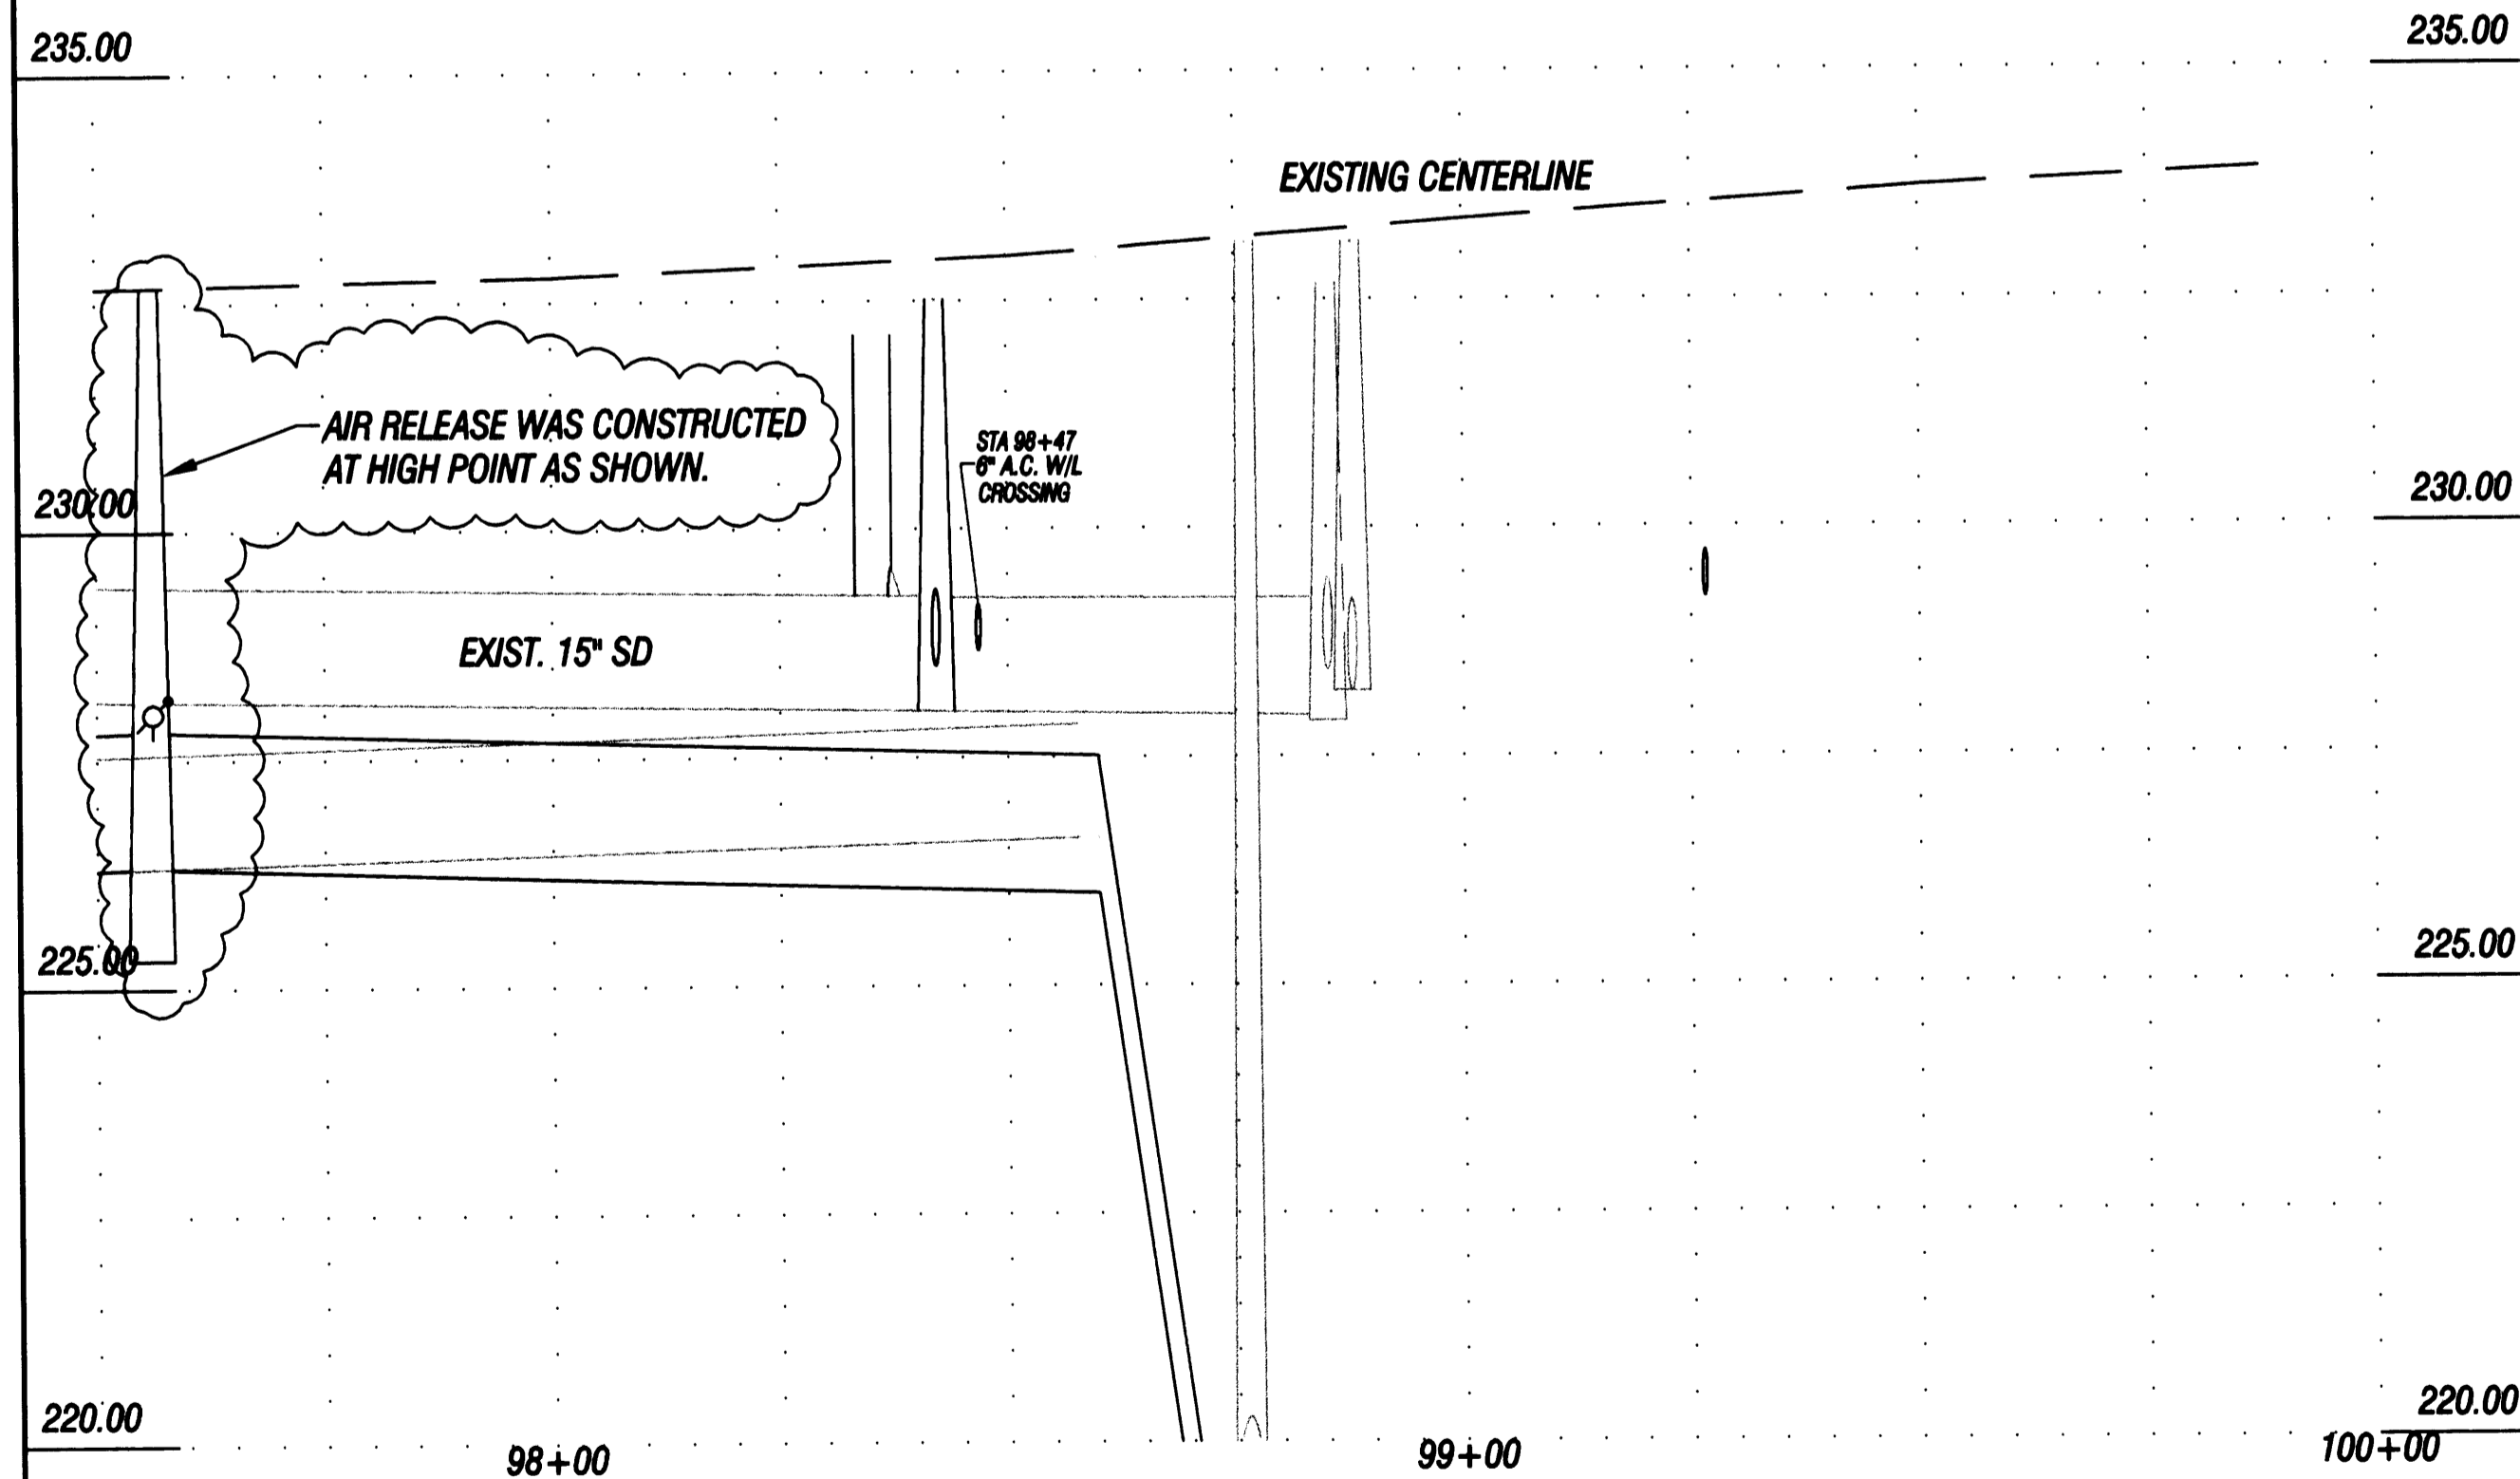 235.00
235.00
EXISTING CENTERLINE
AIR RELEASE WAS CONSTRUCTED
AT HIGH POINT AS SHOWN.
STA 98+47
6" A.C. W/L
CROSSING
230.00
230.00
EXIST. 15" SD
225.00
225.00
220.00
220.00
98+00
99+00
100+00